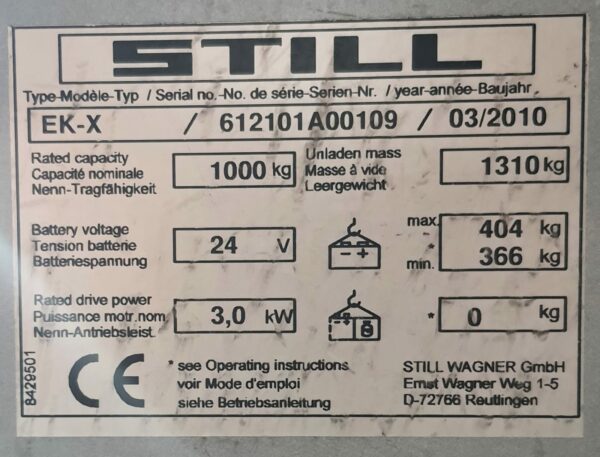 STILL
Type-Modèle-Typ / Serial no.-No. de série-Serien-Nr. / year-année-Baujahr
EK-X / 612101A00109 / 03/2010
Rated capacity
Capacité nominale
Nenn-Tragfähigkeit
1000 kg
Unladen mass
Masse à vide
Leergewicht
1310 kg
Battery voltage
Tension batterie
Batteriespannung
24 V
- +
max. 404 kg
*
min. 366 kg
Rated drive power
Puissance motr.nom
Nenn-Antriebsleist.
3,0 kW
* 0 kg
8429501
CE
* see Operating instructions
voir Mode d'emploi
siehe Betriebsanleitung
STILL WAGNER GmbH
Ernst Wagner Weg 1-5
D-72766 Reutlingen